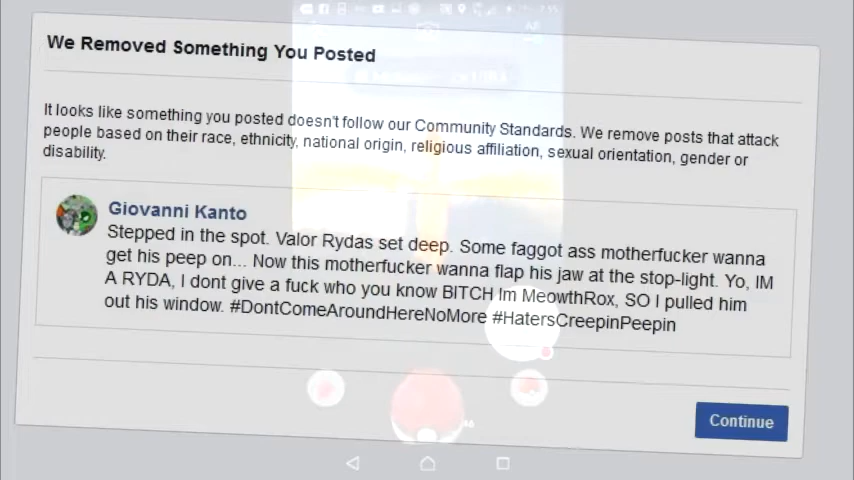 We Removed Something You Posted
It looks like something you posted doesn't follow our Community Standards. We remove posts that attack
people based on their race, ethnicity, national origin, religious affiliation, sexual orientation, gender or
disability.
Giovanni Kanto
Stepped in the spot. Valor Rydas set deep. Some faggot ass motherfucker wanna
get his peep on... Now this motherfucker wanna flap his jaw at the stop-light. Yo, IM
A RYDA, I dont give a fuck who you know BITCH Im MeowthRox, SO I pulled him
out his window. #DontComeAroundHereNoMore #HatersCreepinPeepin
Continue